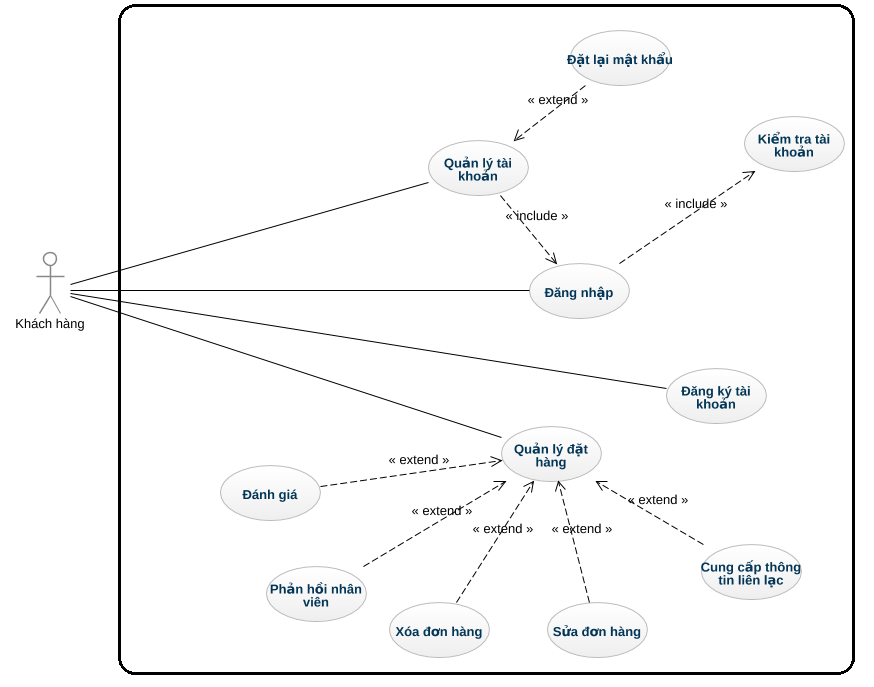 Đặt lại mật khẩu
« extend »
Kiểm tra tài
khoản
Quản lý tài
khoản
« include »
« include »
Đăng nhập
Khách hàng
Đăng ký tài
khoản
Quản lý đặt
hàng
« extend »
Đánh giá
« extend »
« extend »
« extend »
« extend »
Cung cấp thông
tin liên lạc
Phản hồi nhân
viên
Xóa đơn hàng
Sửa đơn hàng